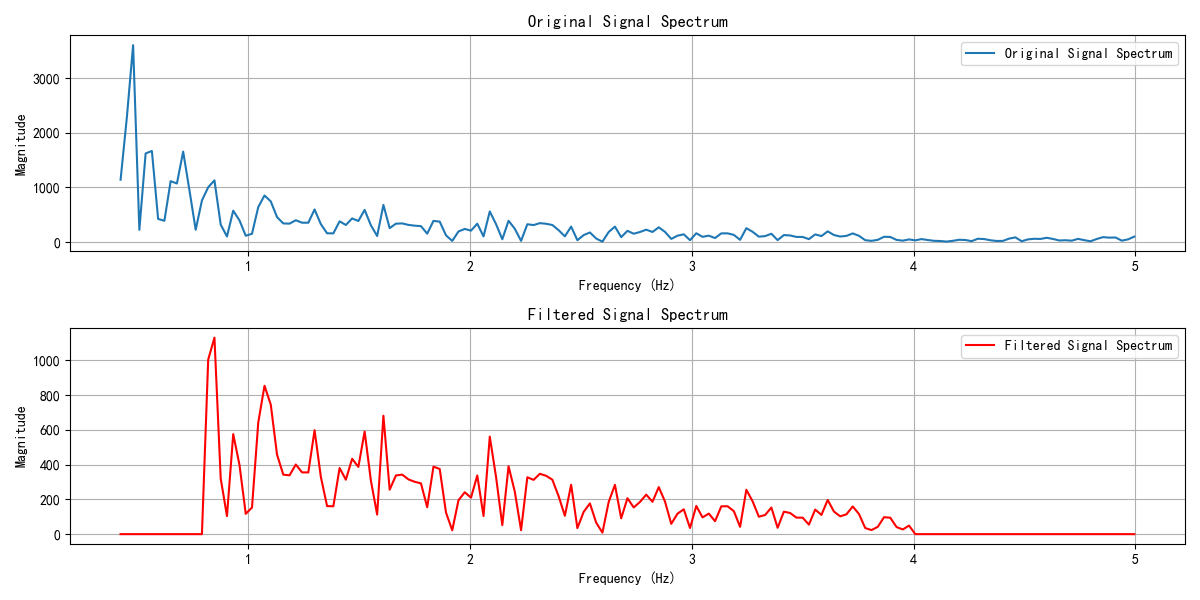 Original Signal Spectrum
Original Signal Spectrum
Magnitude
3000
2000
1000
0
1 2 3 4 5
Frequency (Hz)
Filtered Signal Spectrum
Filtered Signal Spectrum
Magnitude
1000
800
600
400
200
0
1 2 3 4 5
Frequency (Hz)